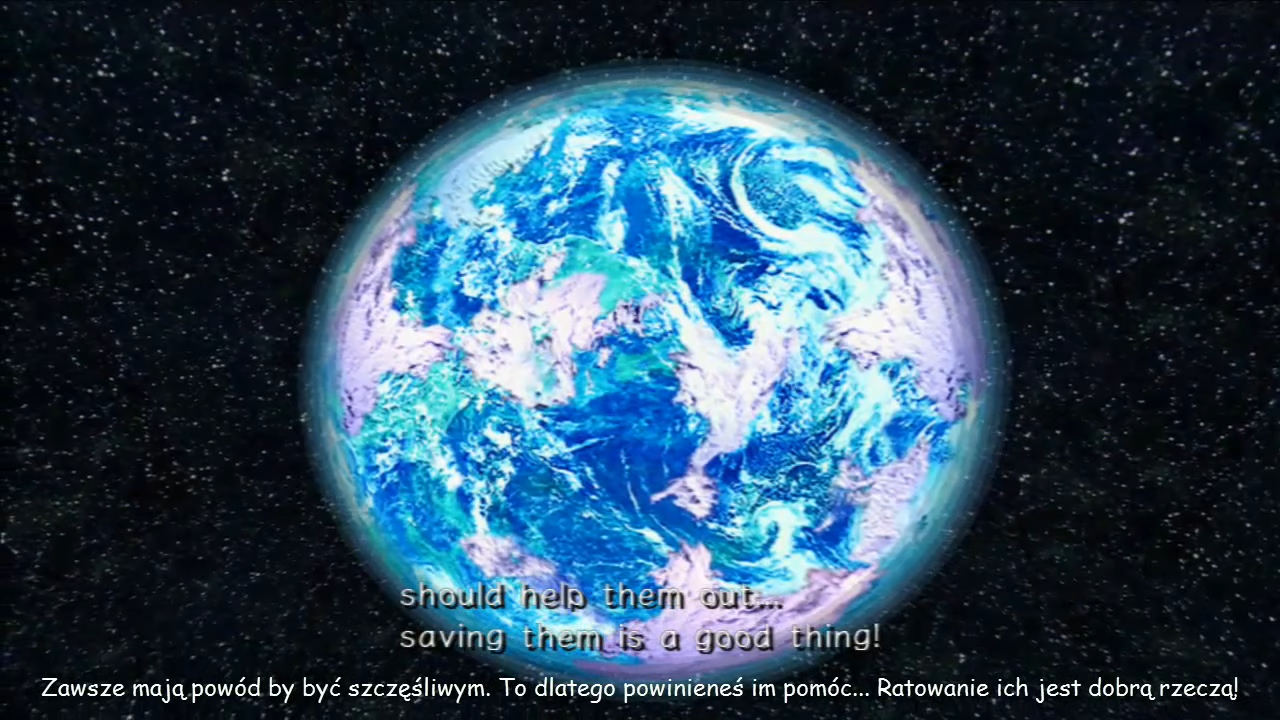 should help them out...
saving them is a good thing!
Zawsze mają powód by być szczęśliwym. To dlatego powinieneś im pomóc... Ratowanie ich jest dobrą rzeczą!